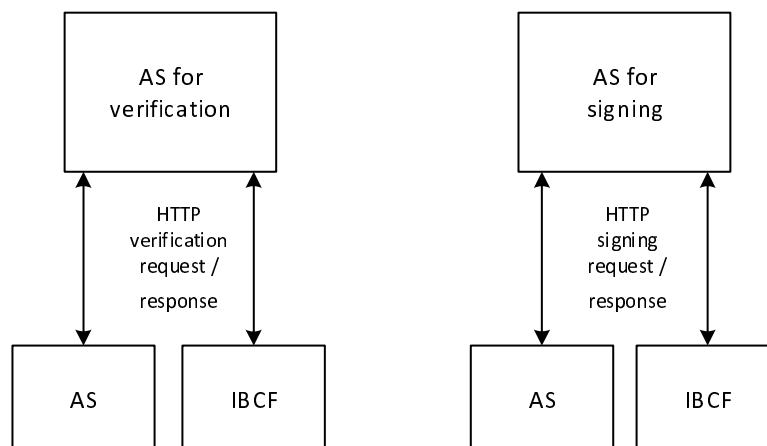 AS for
verification
AS for
signing
HTTP
verification
request /
response
HTTP
signing
request /
response
AS
IBCF
AS
IBCF